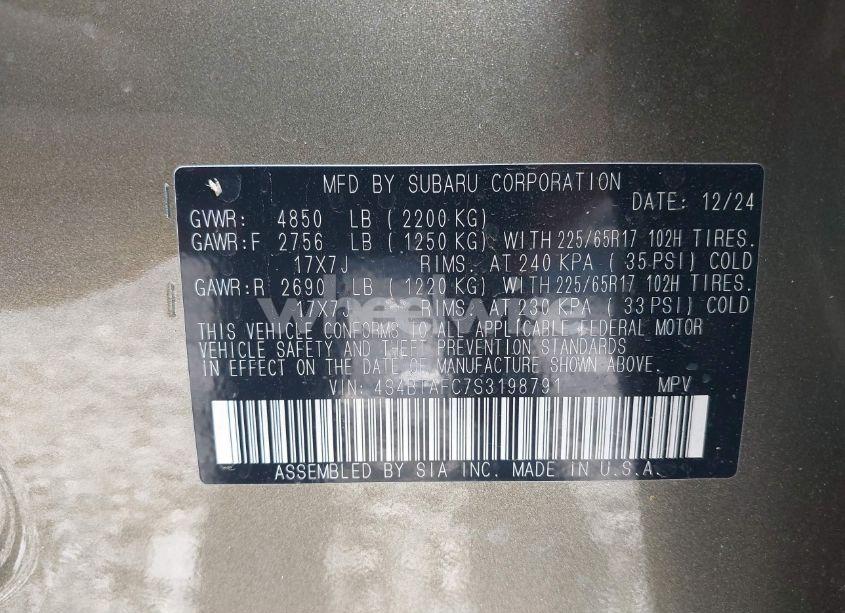 MFD BY SUBARU CORPORATION
DATE: 12/24
GVWR: 4850 LB ( 2200 KG)
GAWR:F 2756 LB ( 1250 KG) WITH 225/65R17 102H TIRES.
17X7J RIMS. AT 240 KPA ( 35 PSI) COLD
GAWR:R 2690 LB ( 1220 KG) WITH 225/65R17 102H TIRES.
17X7J RIMS. AT 230 KPA ( 33 PSI) COLD
THIS VEHICLE CONFORMS TO ALL APPLICABLE FEDERAL MOTOR
VEHICLE SAFETY AND THEFT PREVENTION STANDARDS
IN EFFECT ON THE DATE OF MANUFACTURE SHOWN ABOVE.
VIN: 4S4BTAFC7S3198791 MPV
ASSEMBLED BY SIA INC. MADE IN U.S.A.